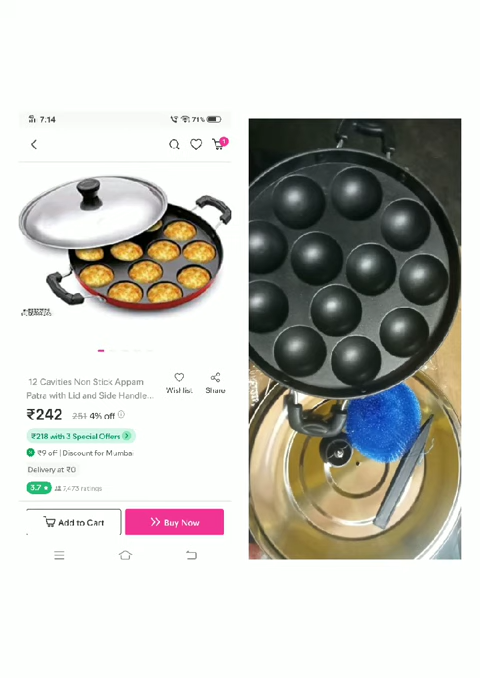 7.14
71%
1
12 Cavities Non Stick Appam
Patra with Lid and Side Handle...
Wishlist
Share
₹242 251 4% off
₹218 with 3 Special Offers
₹9 off | Discount for Mumbai
Delivery at ₹0
3.7 ★ 7,473 ratings
Add to Cart
Buy Now